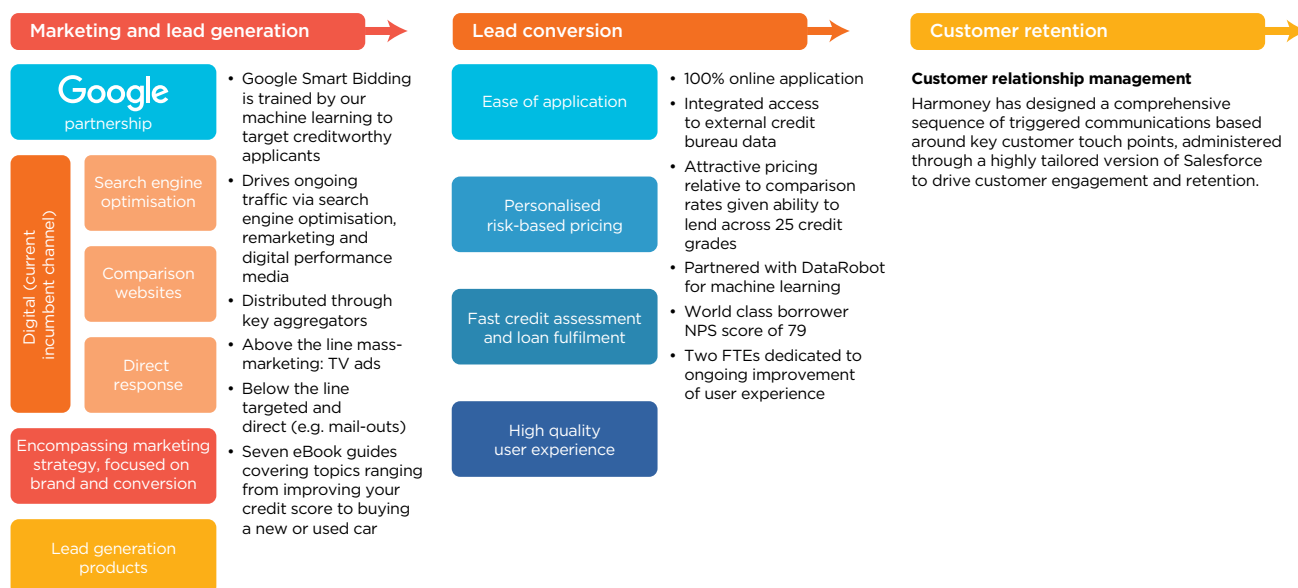 Marketing and lead generation
Google
partnership
Digital (current
incumbent channel)
Search engine
optimisation
Comparison
websites
Direct
response
Encompassing marketing
strategy, focused on
brand and conversion
Lead generation
products
• Google Smart Bidding
is trained by our
machine learning to
target creditworthy
applicants
• Drives ongoing
traffic via search
engine optimisation,
remarketing and
digital performance
media
• Distributed through
key aggregators
• Above the line mass-
marketing: TV ads
• Below the line
targeted and
direct (e.g. mail-outs)
• Seven eBook guides
covering topics ranging
from improving your
credit score to buying
a new or used car
Lead conversion
Ease of application
Personalised
risk-based pricing
Fast credit assessment
and loan fulfilment
High quality
user experience
• 100% online application
• Integrated access
to external credit
bureau data
• Attractive pricing
relative to comparison
rates given ability to
lend across 25 credit
grades
• Partnered with DataRobot
for machine learning
• World class borrower
NPS score of 79
• Two FTEs dedicated to
ongoing improvement
of user experience
Customer retention
Customer relationship management
Harmoney has designed a comprehensive
sequence of triggered communications based
around key customer touch points, administered
through a highly tailored version of Salesforce
to drive customer engagement and retention.